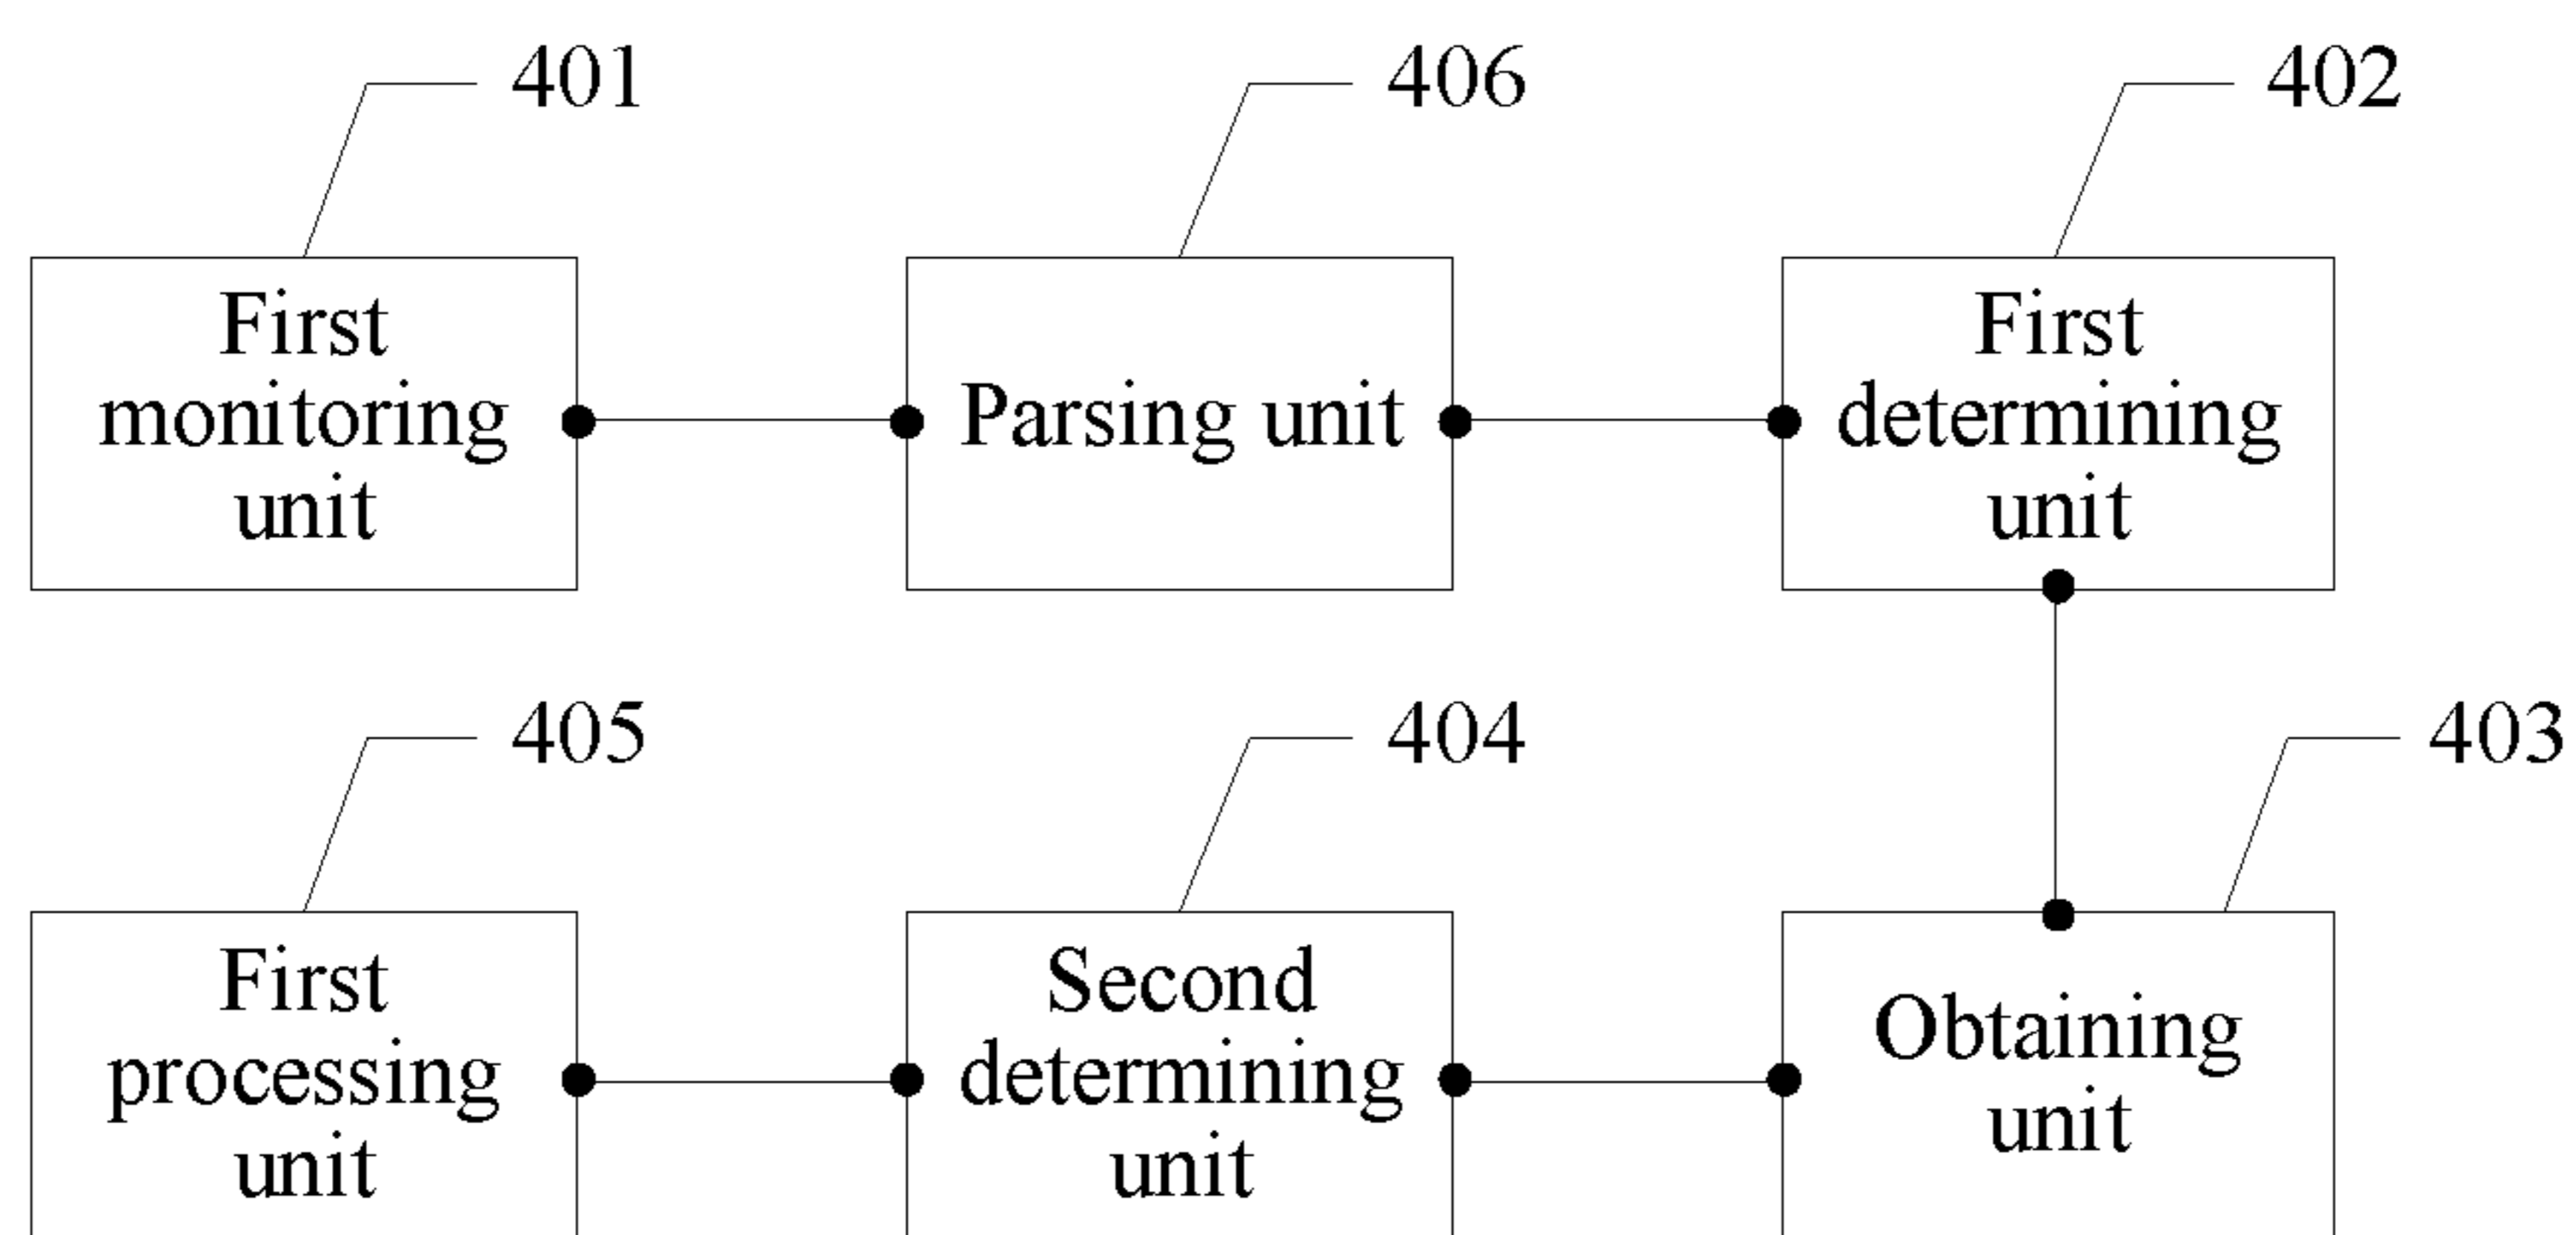 401
406
402
First
monitoring
unit
Parsing unit
First
determining
unit
405
404
403
First
processing
unit
Second
determining
unit
Obtaining
unit